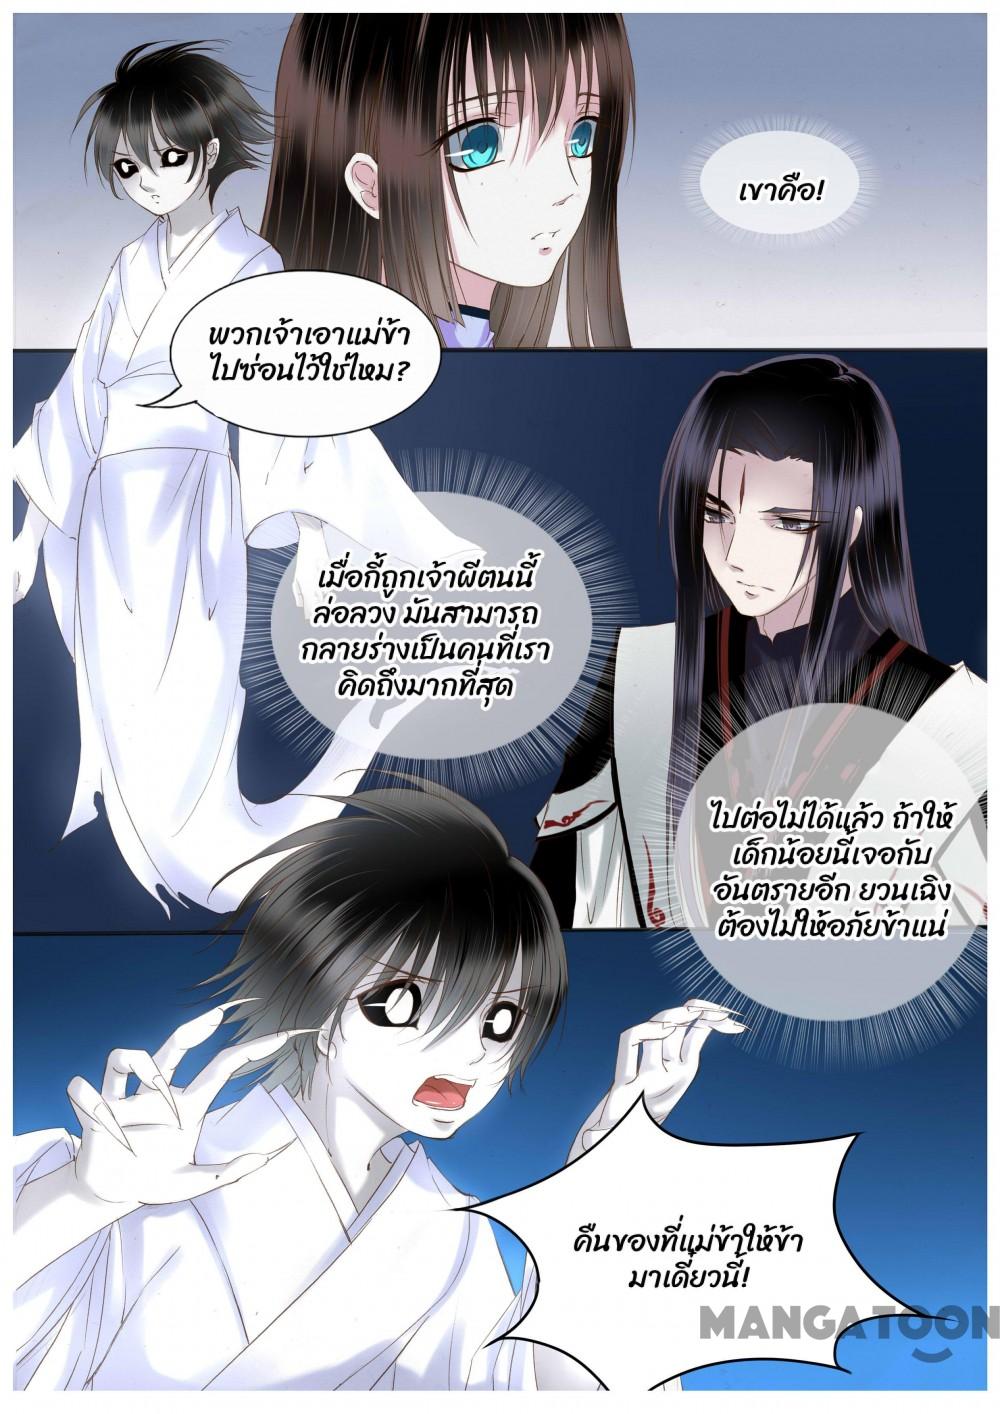 เขาคือ!
พวกเจ้าเอาแม่ข้า
ไปซ่อนไว้ใช่ไหม?
เมื่อกี้ถูกเจ้าผีตนนี้
ล่อลวง มันสามารถ
กลายร่างเป็นคนที่เรา
คิดถึงมากที่สุด
ไปต่อไม่ได้แล้ว ถ้าให้
เด็กน้อยนี้เจอกับ
อันตรายอีก ยวนเฉิง
ต้องไม่ให้อภัยข้าแน่
คืนของที่แม่ข้าให้ข้า
มาเดี๋ยวนี้!
MANGATOON